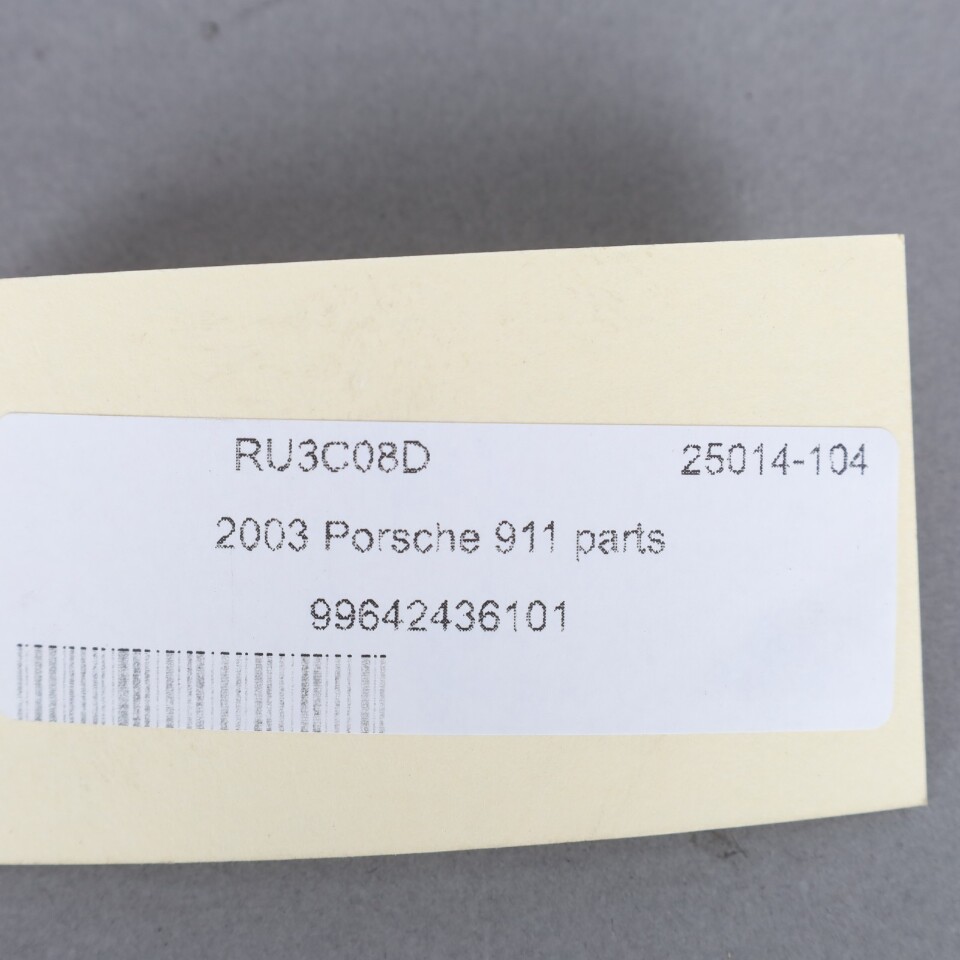 RU3C08D 25014-104
2003 Porsche 911 parts
99642436101